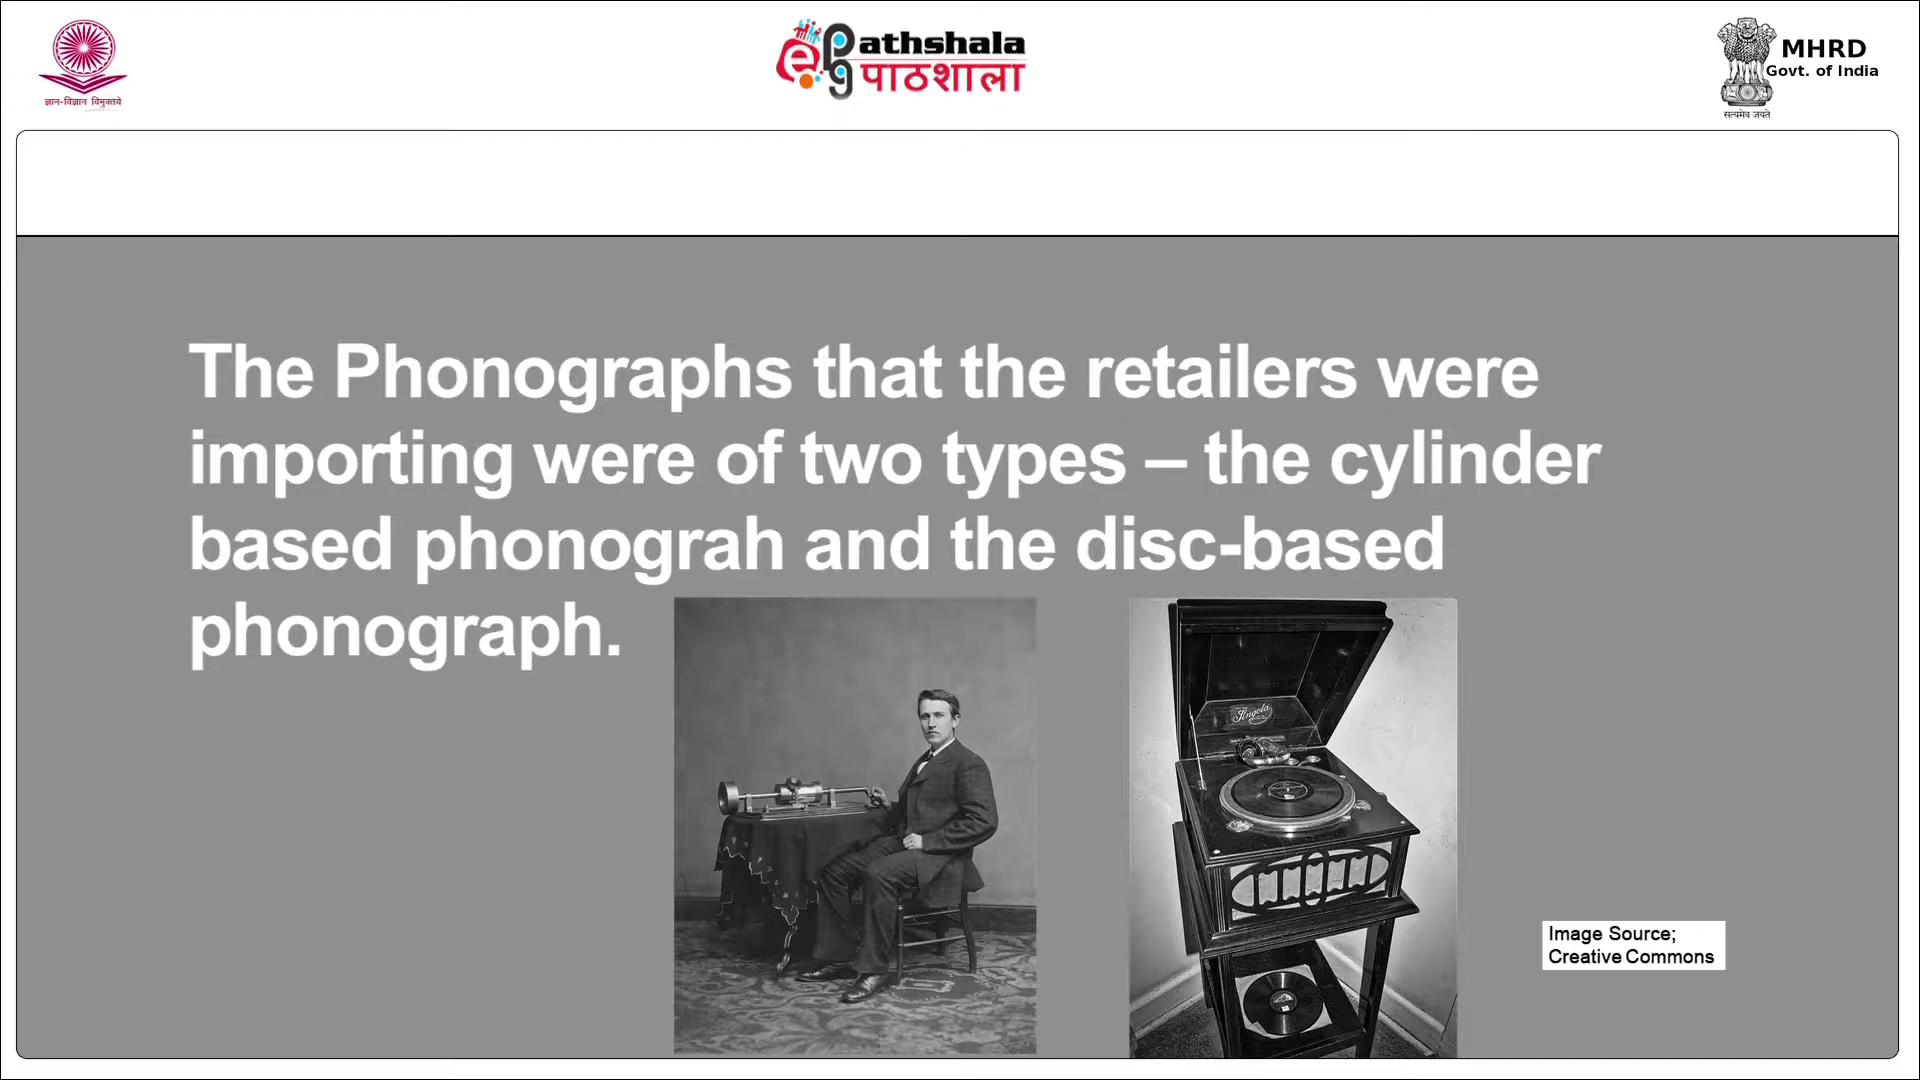 ज्ञान-विज्ञान विमुक्तये
e pg athshala
पाठशाला
MHRD
Govt. of India
सत्यमेव जयते
The Phonographs that the retailers were
importing were of two types – the cylinder
based phonograh and the disc-based
phonograph.
Image Source;
Creative Commons